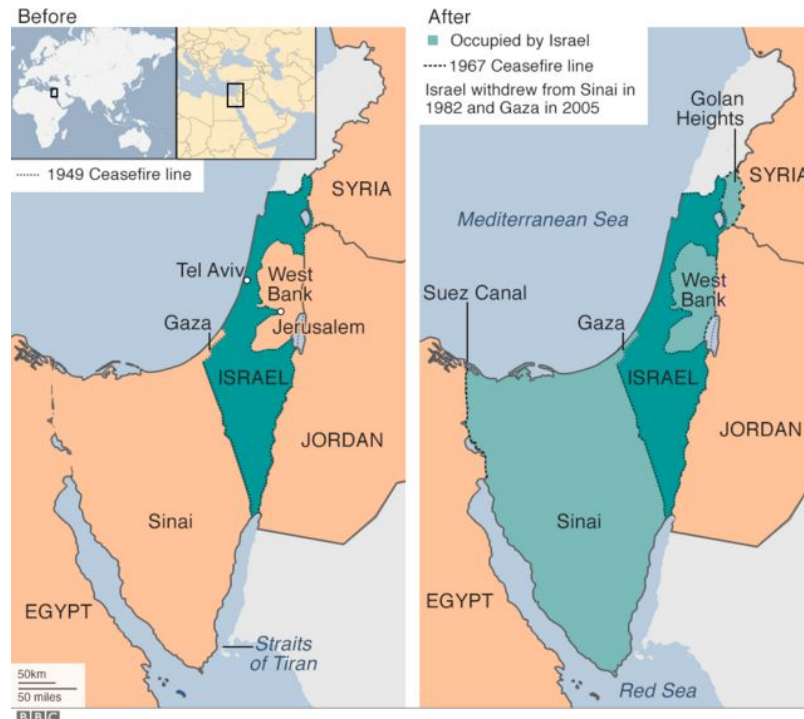 Before
1949 Ceasefire line
SYRIA
Tel Aviv
West
Bank
Gaza
Jerusalem
ISRAEL
JORDAN
Sinai
EGYPT
Straits
of Tiran
50km
50 miles
BBC
After
Occupied by Israel
1967 Ceasefire line
Israel withdrew from Sinai in
1982 and Gaza in 2005
Golan
Heights
SYRIA
Mediterranean Sea
Suez Canal
West
Bank
Gaza
ISRAEL
JORDAN
Sinai
EGYPT
Red Sea